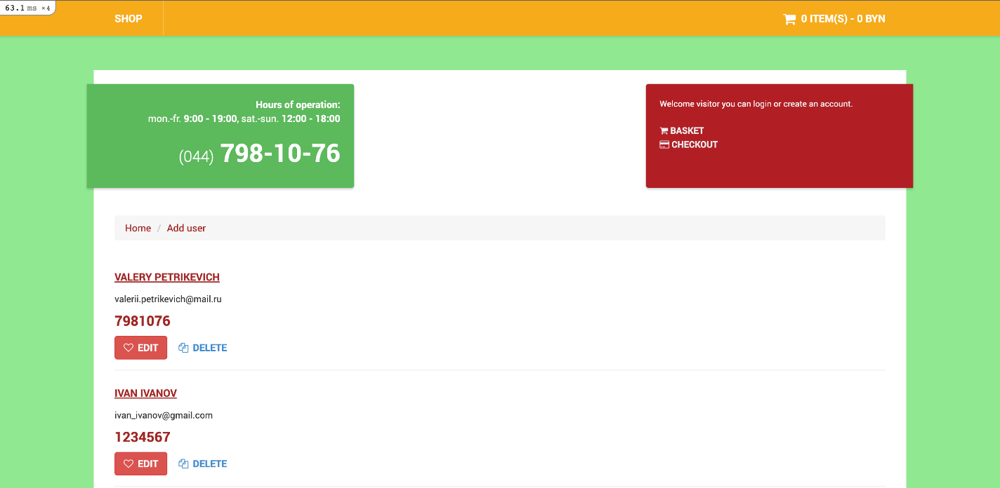 63.1 ms ×4
SHOP
0 ITEM(S) - 0 BYN
Hours of operation:
mon.-fr. 9:00 - 19:00, sat.-sun. 12:00 - 18:00
(044) 798-10-76
Welcome visitor you can login or create an account.
BASKET
CHECKOUT
Home / Add user
VALERY PETRIKEVICH
valerii.petrikevich@mail.ru
7981076
EDIT DELETE
IVAN IVANOV
ivan_ivanov@gmail.com
1234567
EDIT DELETE